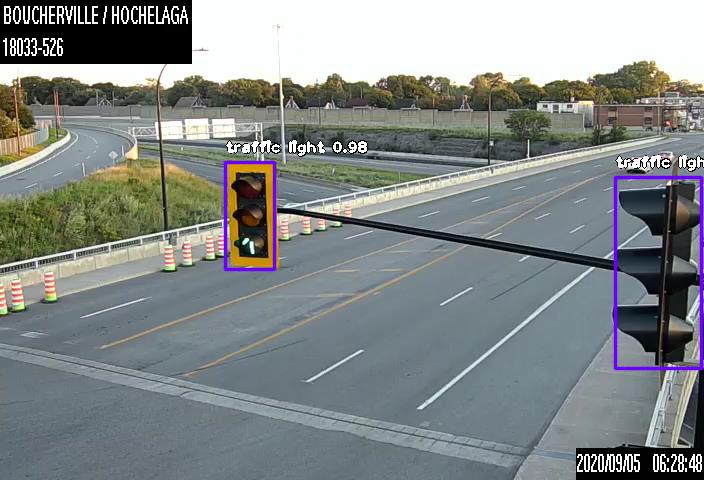 BOUCHERVILLE / HOCHELAGA
18033-526
traffic light 0.98
traffic ligh
2020/09/05 06:28:48